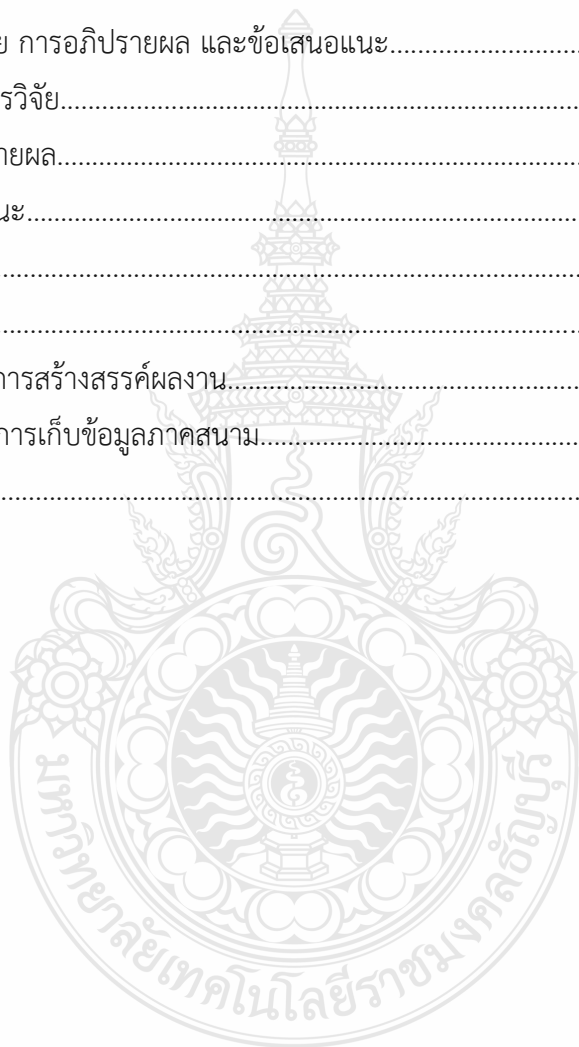 ย การอภิปรายผล และข้อเสนอแนะ........................................
รวิจัย........................................................................................
ายผล........................................................................................
นะ............................................................................................
................................................................................................
................................................................................................
การสร้างสรรค์ผลงาน................................................................
การเก็บข้อมูลภาคสนาม............................................................
................................................................................................
มหาวิทยาลัยเทคโนโลยีราชมงคลธัญบุรี